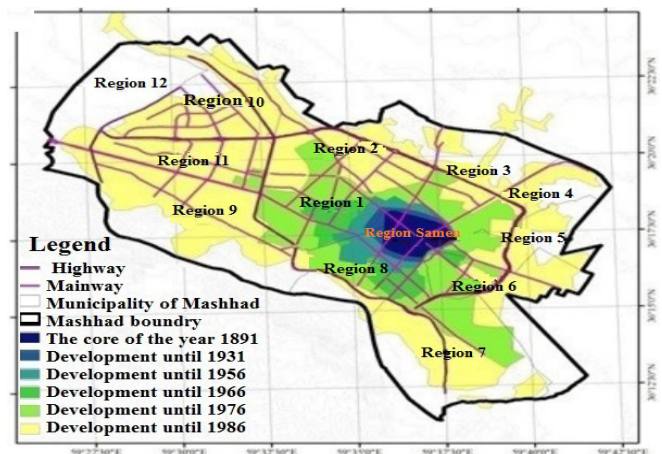 Region 12
Region 10
Region 2
Region 11
Region 3
Region 4
Region 9
Region 1
Region Samen
Region 5
Region 8
Region 6
Region 7
Legend
Highway
Mainway
Municipality of Mashhad
Mashhad boundry
The core of the year 1891
Development until 1931
Development until 1956
Development until 1966
Development until 1976
Development until 1986